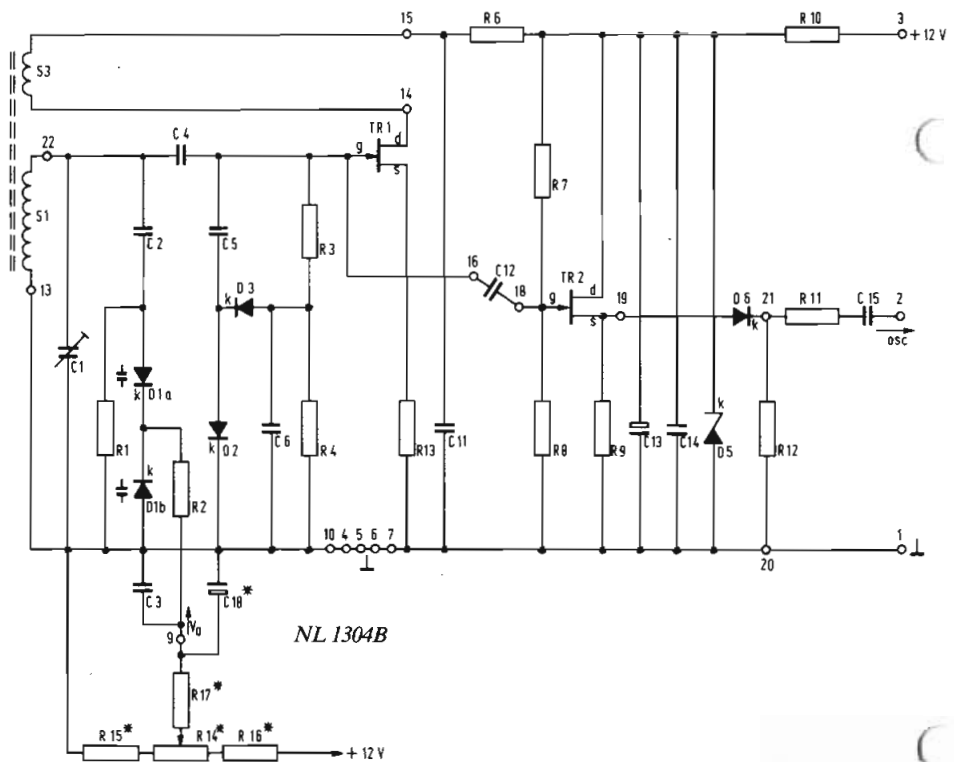 15 R6 R10 3
+12 V
S3
14
22 C4 TR1 d
g
s
S1
C2 C5 R3 R7
16 C12
18 TR2 d
g
s
19 D6 21 R11 C15 2
k
osc
13
k D3
C1
k D1a
R1
k
D1b R2
k D2
C6 R4 R13 C11 R8 R9 C13 C14
k
D5 R12
10 4 5 6 7
1
20
C3 C18*
Va
9
NL 1304B
R17*
R15* R14* R16*
+12V